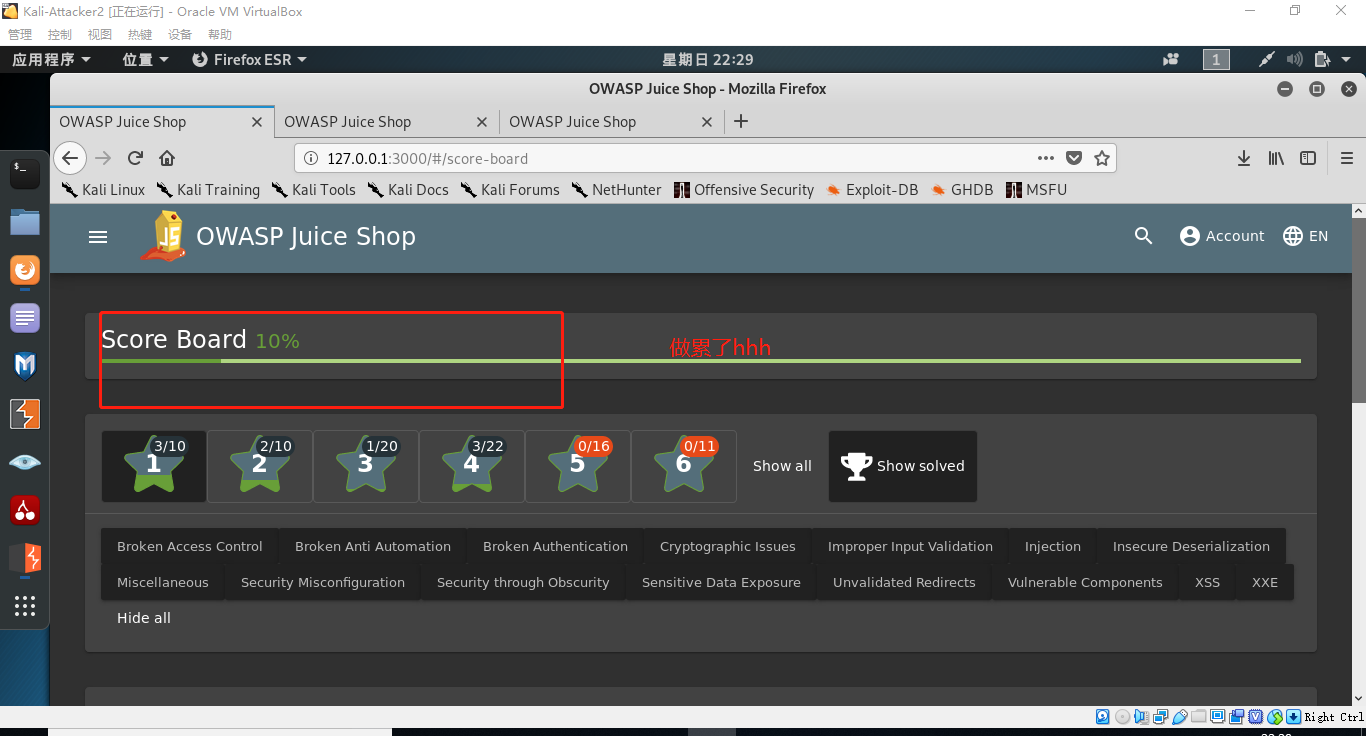 Kali-Attacker2 [正在运行] - Oracle VM VirtualBox
管理 控制 视图 热键 设备 帮助
应用程序 位置 Firefox ESR 星期日 22:29 1
OWASP Juice Shop - Mozilla Firefox
OWASP Juice Shop OWASP Juice Shop OWASP Juice Shop
127.0.0.1:3000/#/score-board
Kali Linux Kali Training Kali Tools Kali Docs Kali Forums NetHunter Offensive Security Exploit-DB GHDB MSFU
JS OWASP Juice Shop Account EN
Score Board 10%
做累了hhh
3/10 2/10 1/20 3/22 0/16 0/11
1 2 3 4 5 6 Show all Show solved
Broken Access Control Broken Anti Automation Broken Authentication Cryptographic Issues Improper Input Validation Injection Insecure Deserialization
Miscellaneous Security Misconfiguration Security through Obscurity Sensitive Data Exposure Unvalidated Redirects Vulnerable Components XSS XXE
Hide all
Right Ctrl